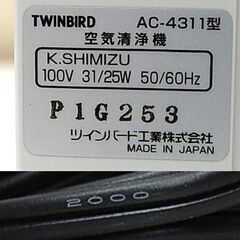 TWINBIRD AC-4311型
空気清浄機
K.SHIMIZU
100V 31/25W 50/60Hz
P1G253
ツインバード工業株式会社
MADE IN JAPAN
2000